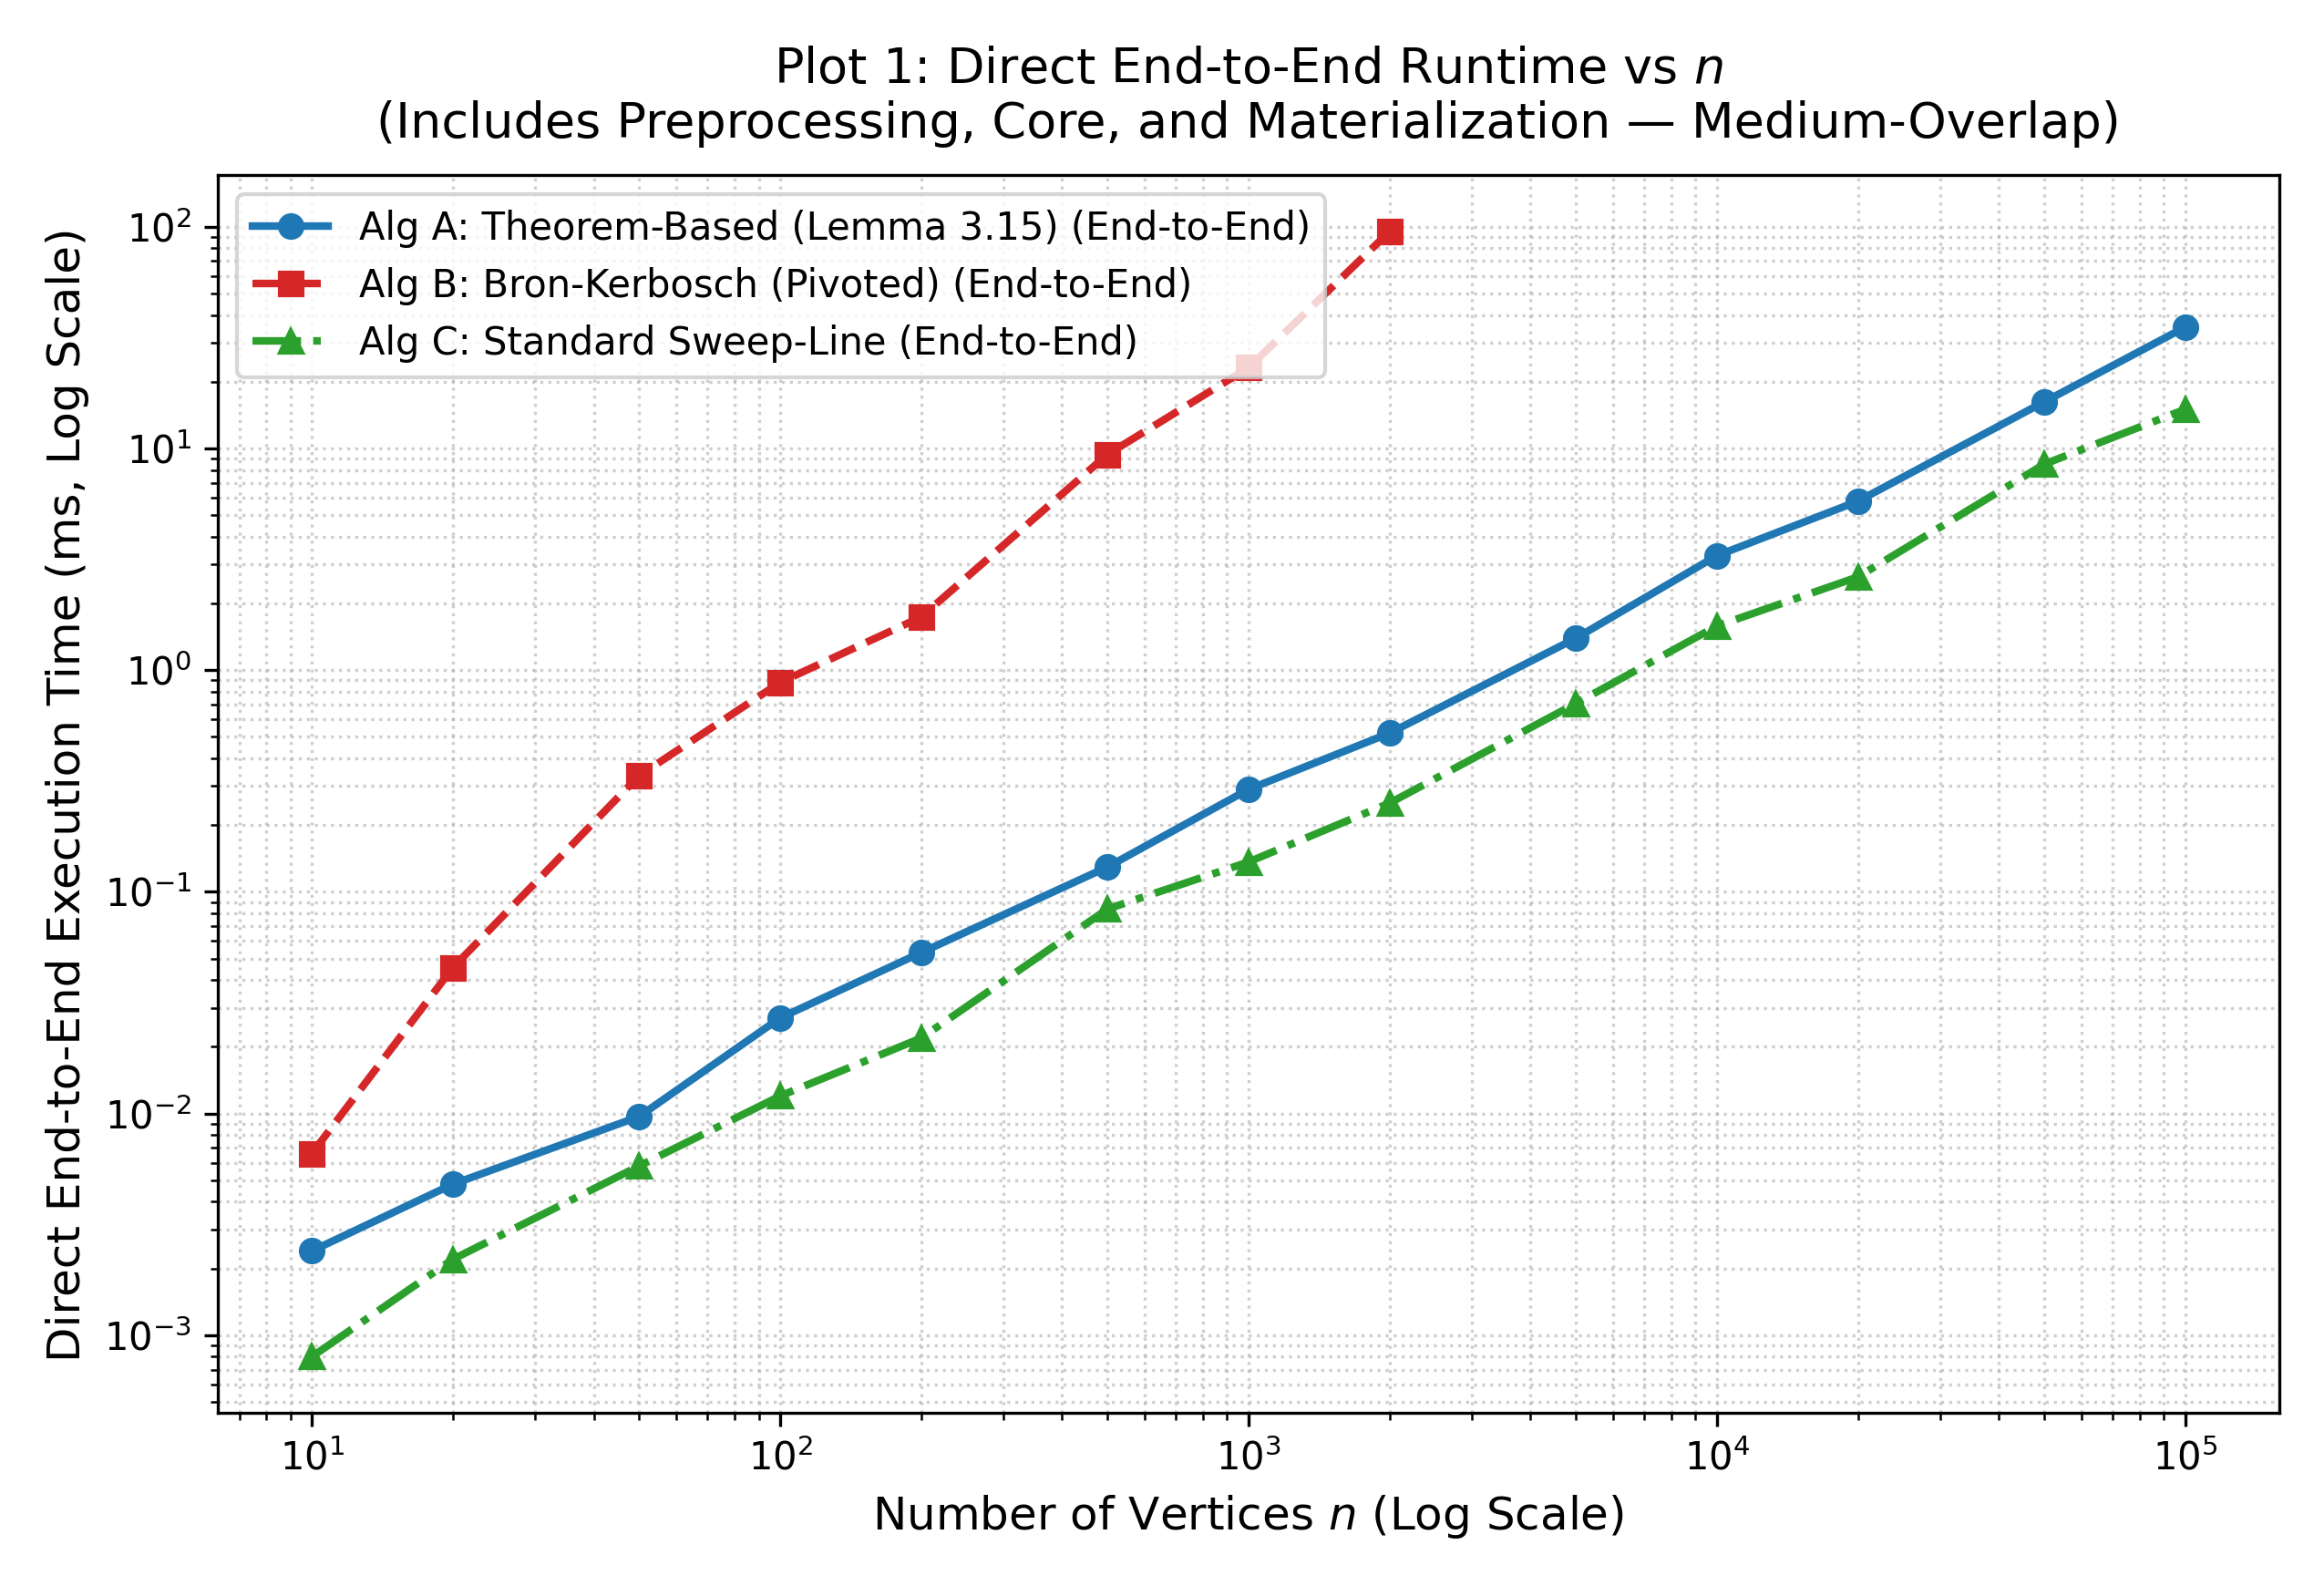 Plot 1: Direct End-to-End Runtime vs n
(Includes Preprocessing, Core, and Materialization — Medium-Overlap)
Direct End-to-End Execution Time (ms, Log Scale)
10²
10¹
10⁰
10⁻¹
10⁻²
10⁻³
Alg A: Theorem-Based (Lemma 3.15) (End-to-End)
Alg B: Bron-Kerbosch (Pivoted) (End-to-End)
Alg C: Standard Sweep-Line (End-to-End)
10¹ 10² 10³ 10⁴ 10⁵
Number of Vertices n (Log Scale)